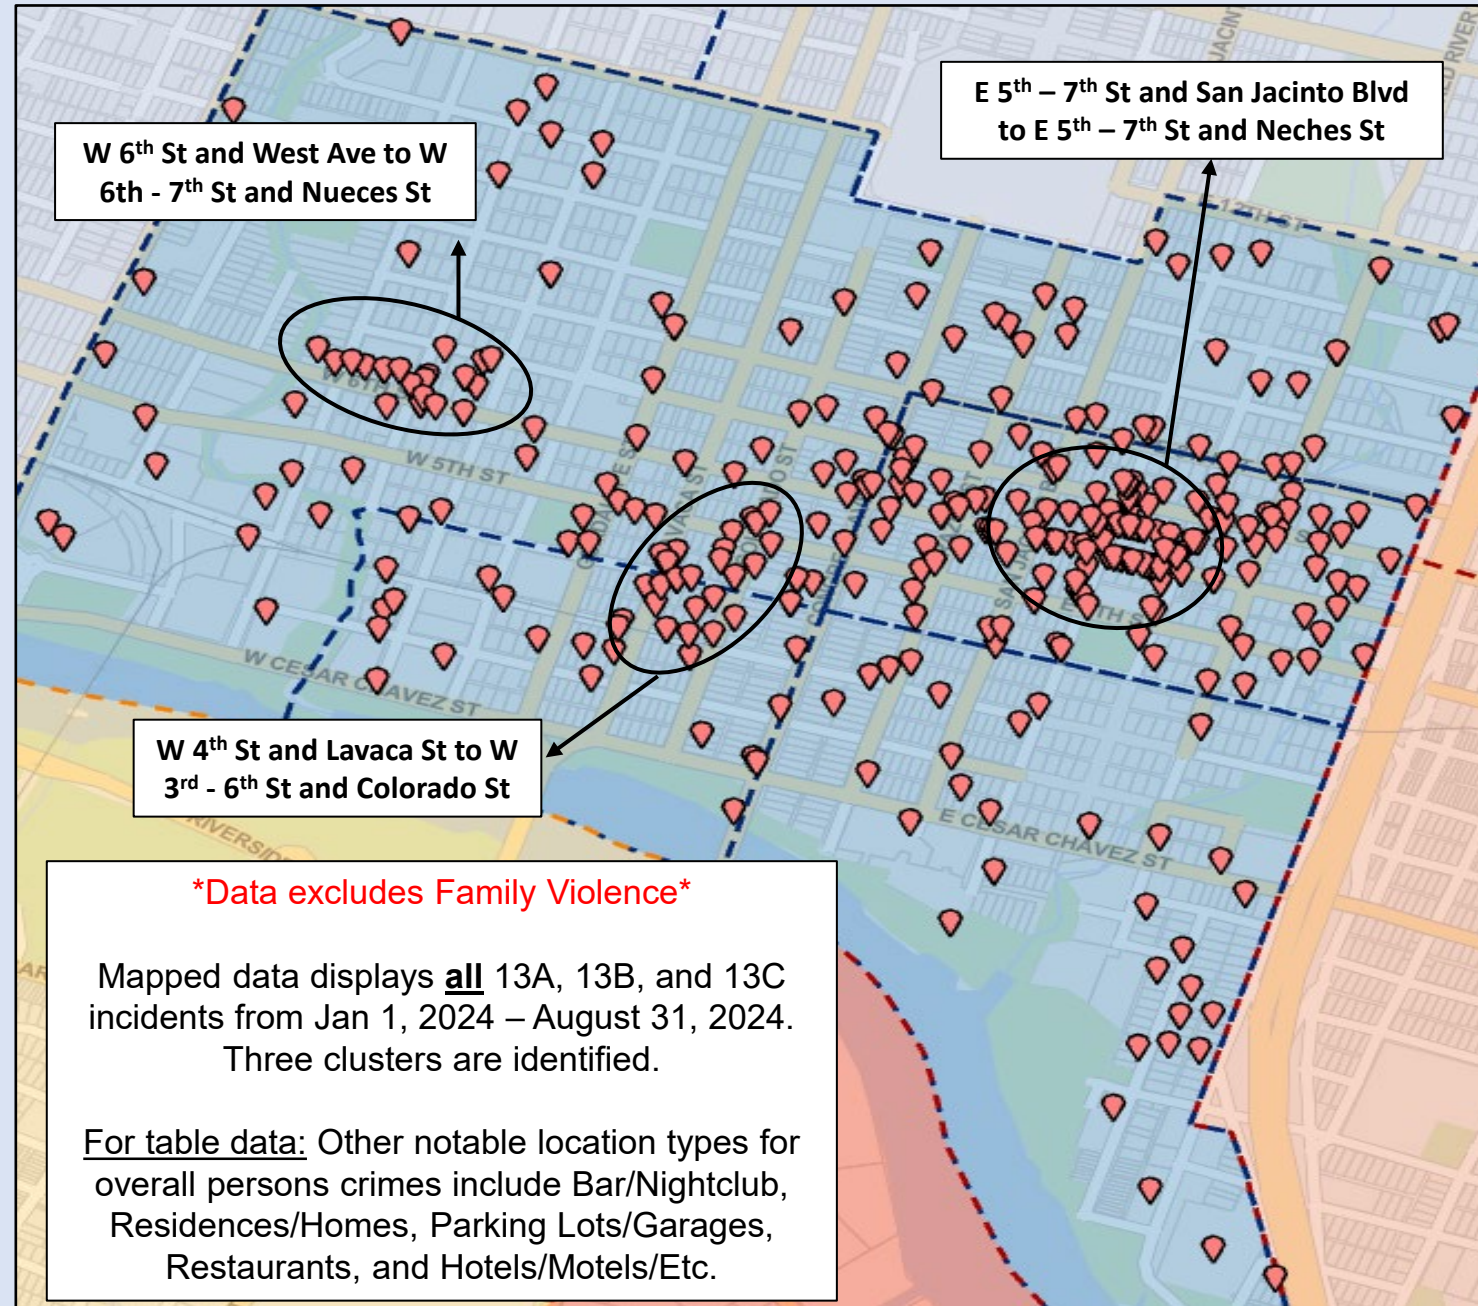 JACINT
RED RIVER
E 5th – 7th St and San Jacinto Blvd
to E 5th – 7th St and Neches St
W 6th St and West Ave to W
6th - 7th St and Nueces St
E 12TH ST
W 6TH
W 5TH ST
W CESAR CHAVEZ ST
E CESAR CHAVEZ ST
W 4th St and Lavaca St to W
3rd - 6th St and Colorado St
RIVERSIDE
*Data excludes Family Violence*
Mapped data displays all 13A, 13B, and 13C
incidents from Jan 1, 2024 – August 31, 2024.
Three clusters are identified.
For table data: Other notable location types for
overall persons crimes include Bar/Nightclub,
Residences/Homes, Parking Lots/Garages,
Restaurants, and Hotels/Motels/Etc.